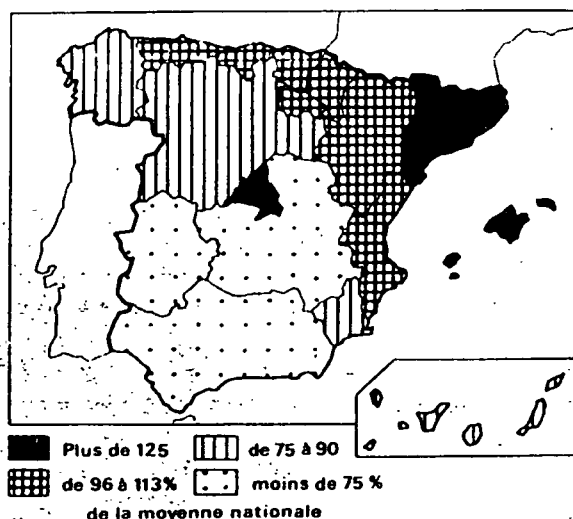 Plus de 125
de 75 à 90
de 96 à 113%
moins de 75 %
de la moyenne nationale